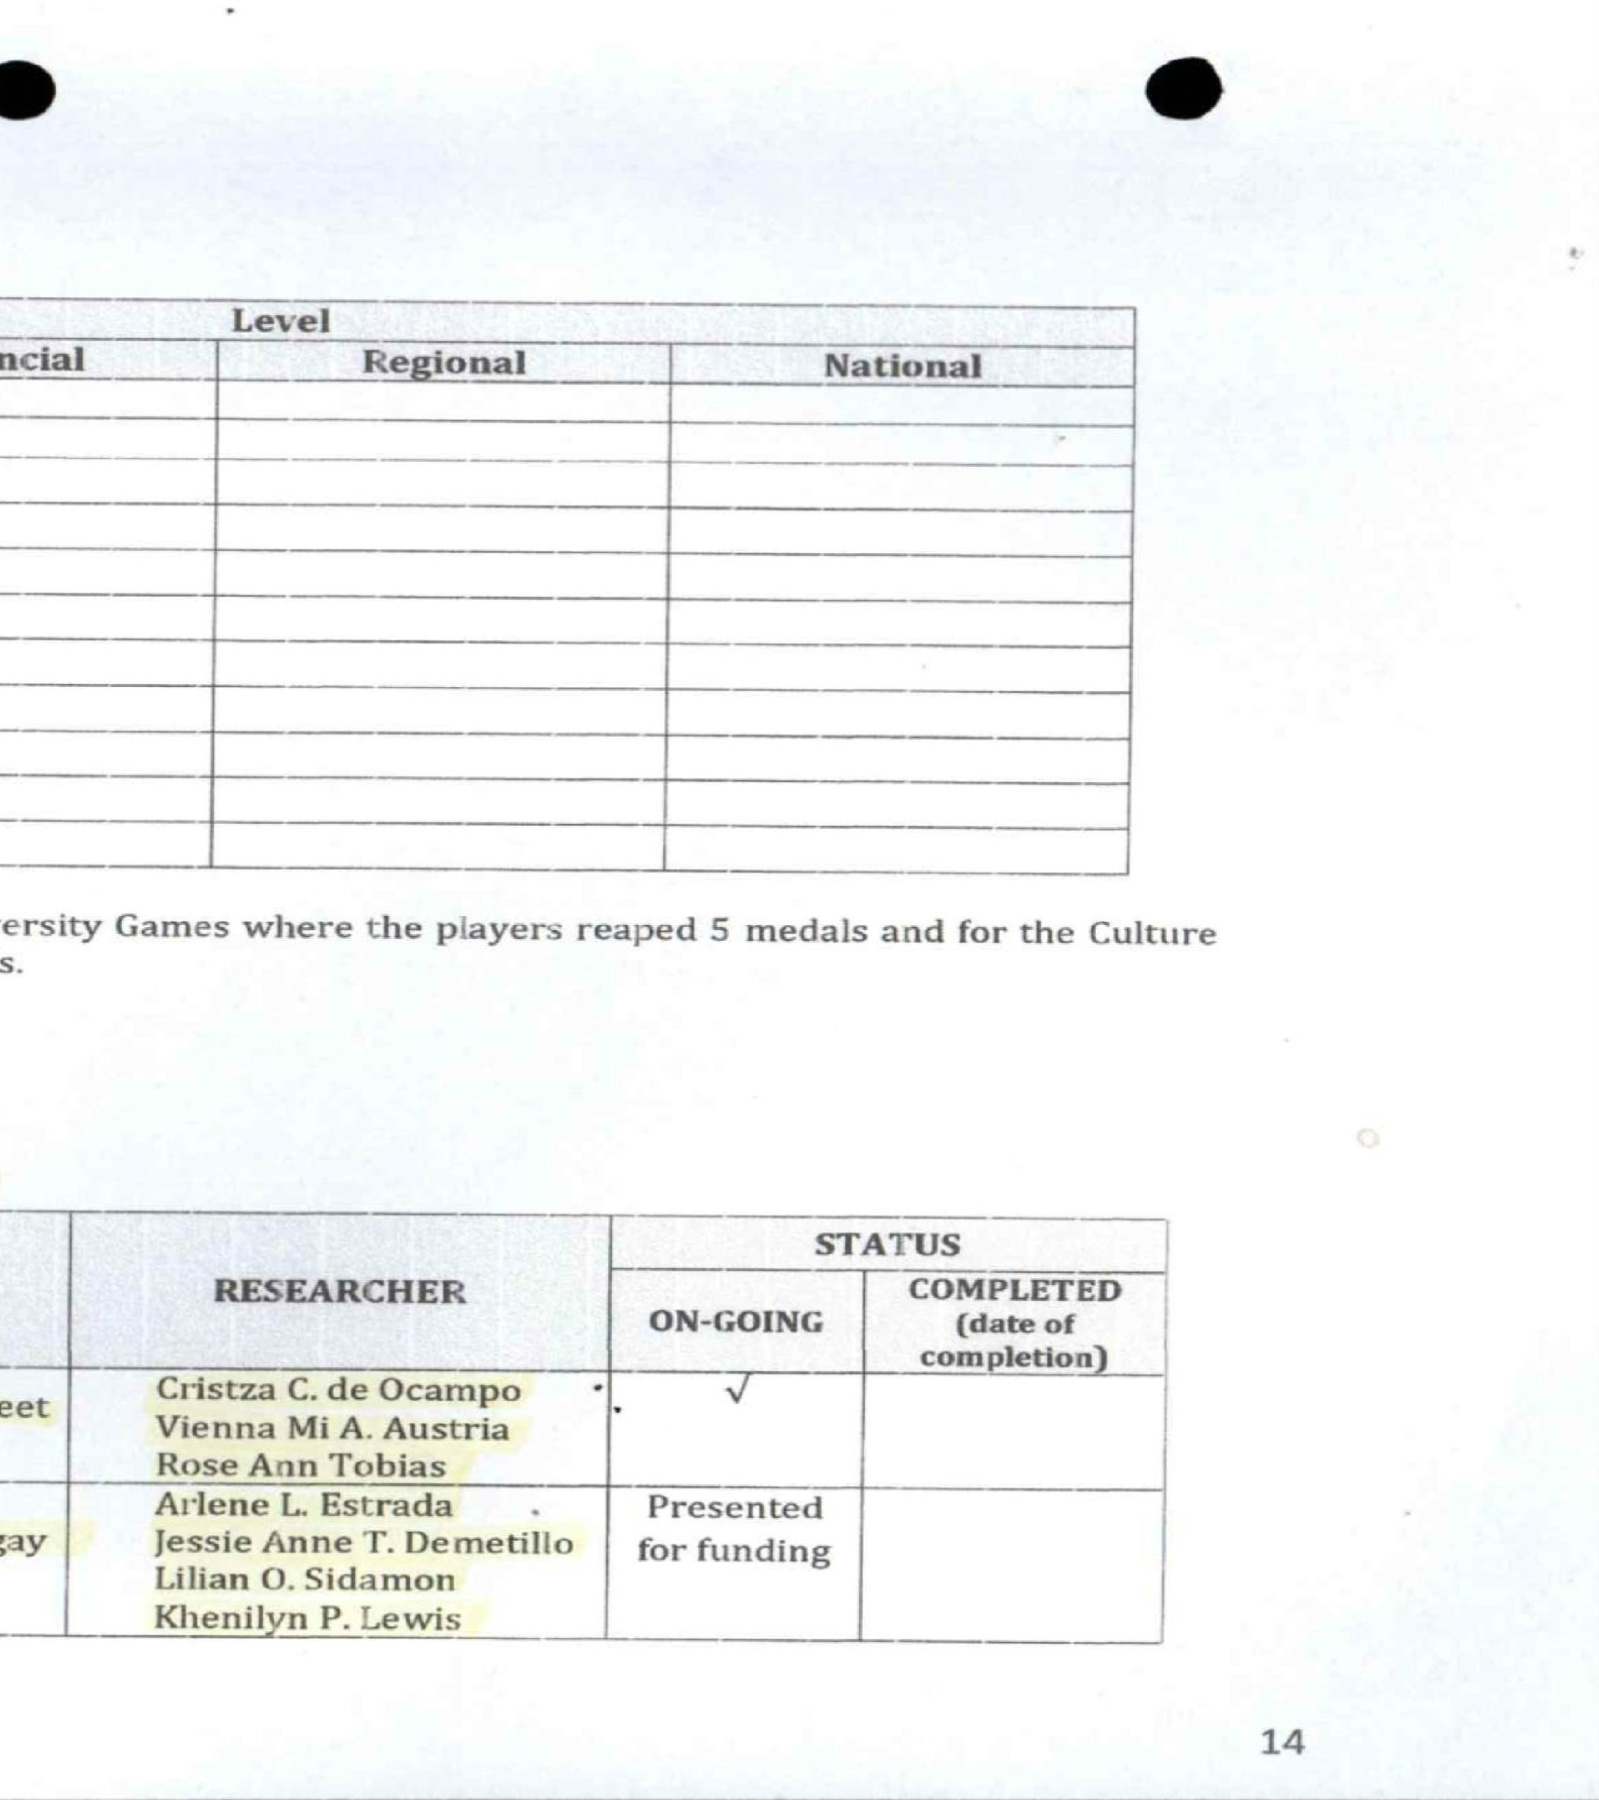 Level
ncial Regional National
ersity Games where the players reaped 5 medals and for the Culture
s.
RESEARCHER
STATUS
ON-GOING
COMPLETED
(date of
completion)
eet
Cristza C. de Ocampo
Vienna Mi A. Austria
Rose Ann Tobias
√
gay
Arlene L. Estrada
Jessie Anne T. Demetillo
Lilian O. Sidamon
Khenilyn P. Lewis
Presented
for funding
14